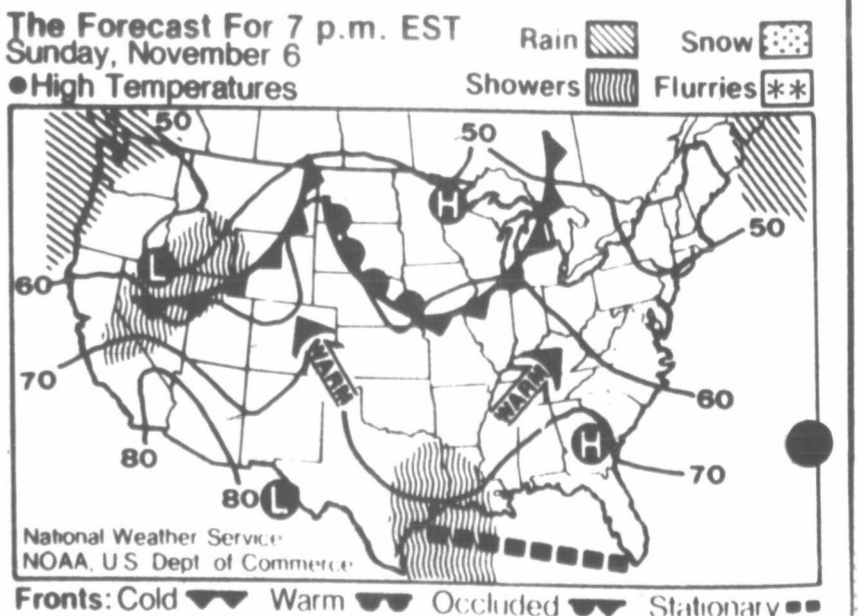 The Forecast For 7 p.m. EST
Sunday, November 6
●High Temperatures
Rain Snow
Showers Flurries
50
50
50
H
L
60
70
80
80 L
WARM
WARM
H
60
70
National Weather Service
NOAA, U S Dept of Commerce
Fronts: Cold Warm Occluded Stationary